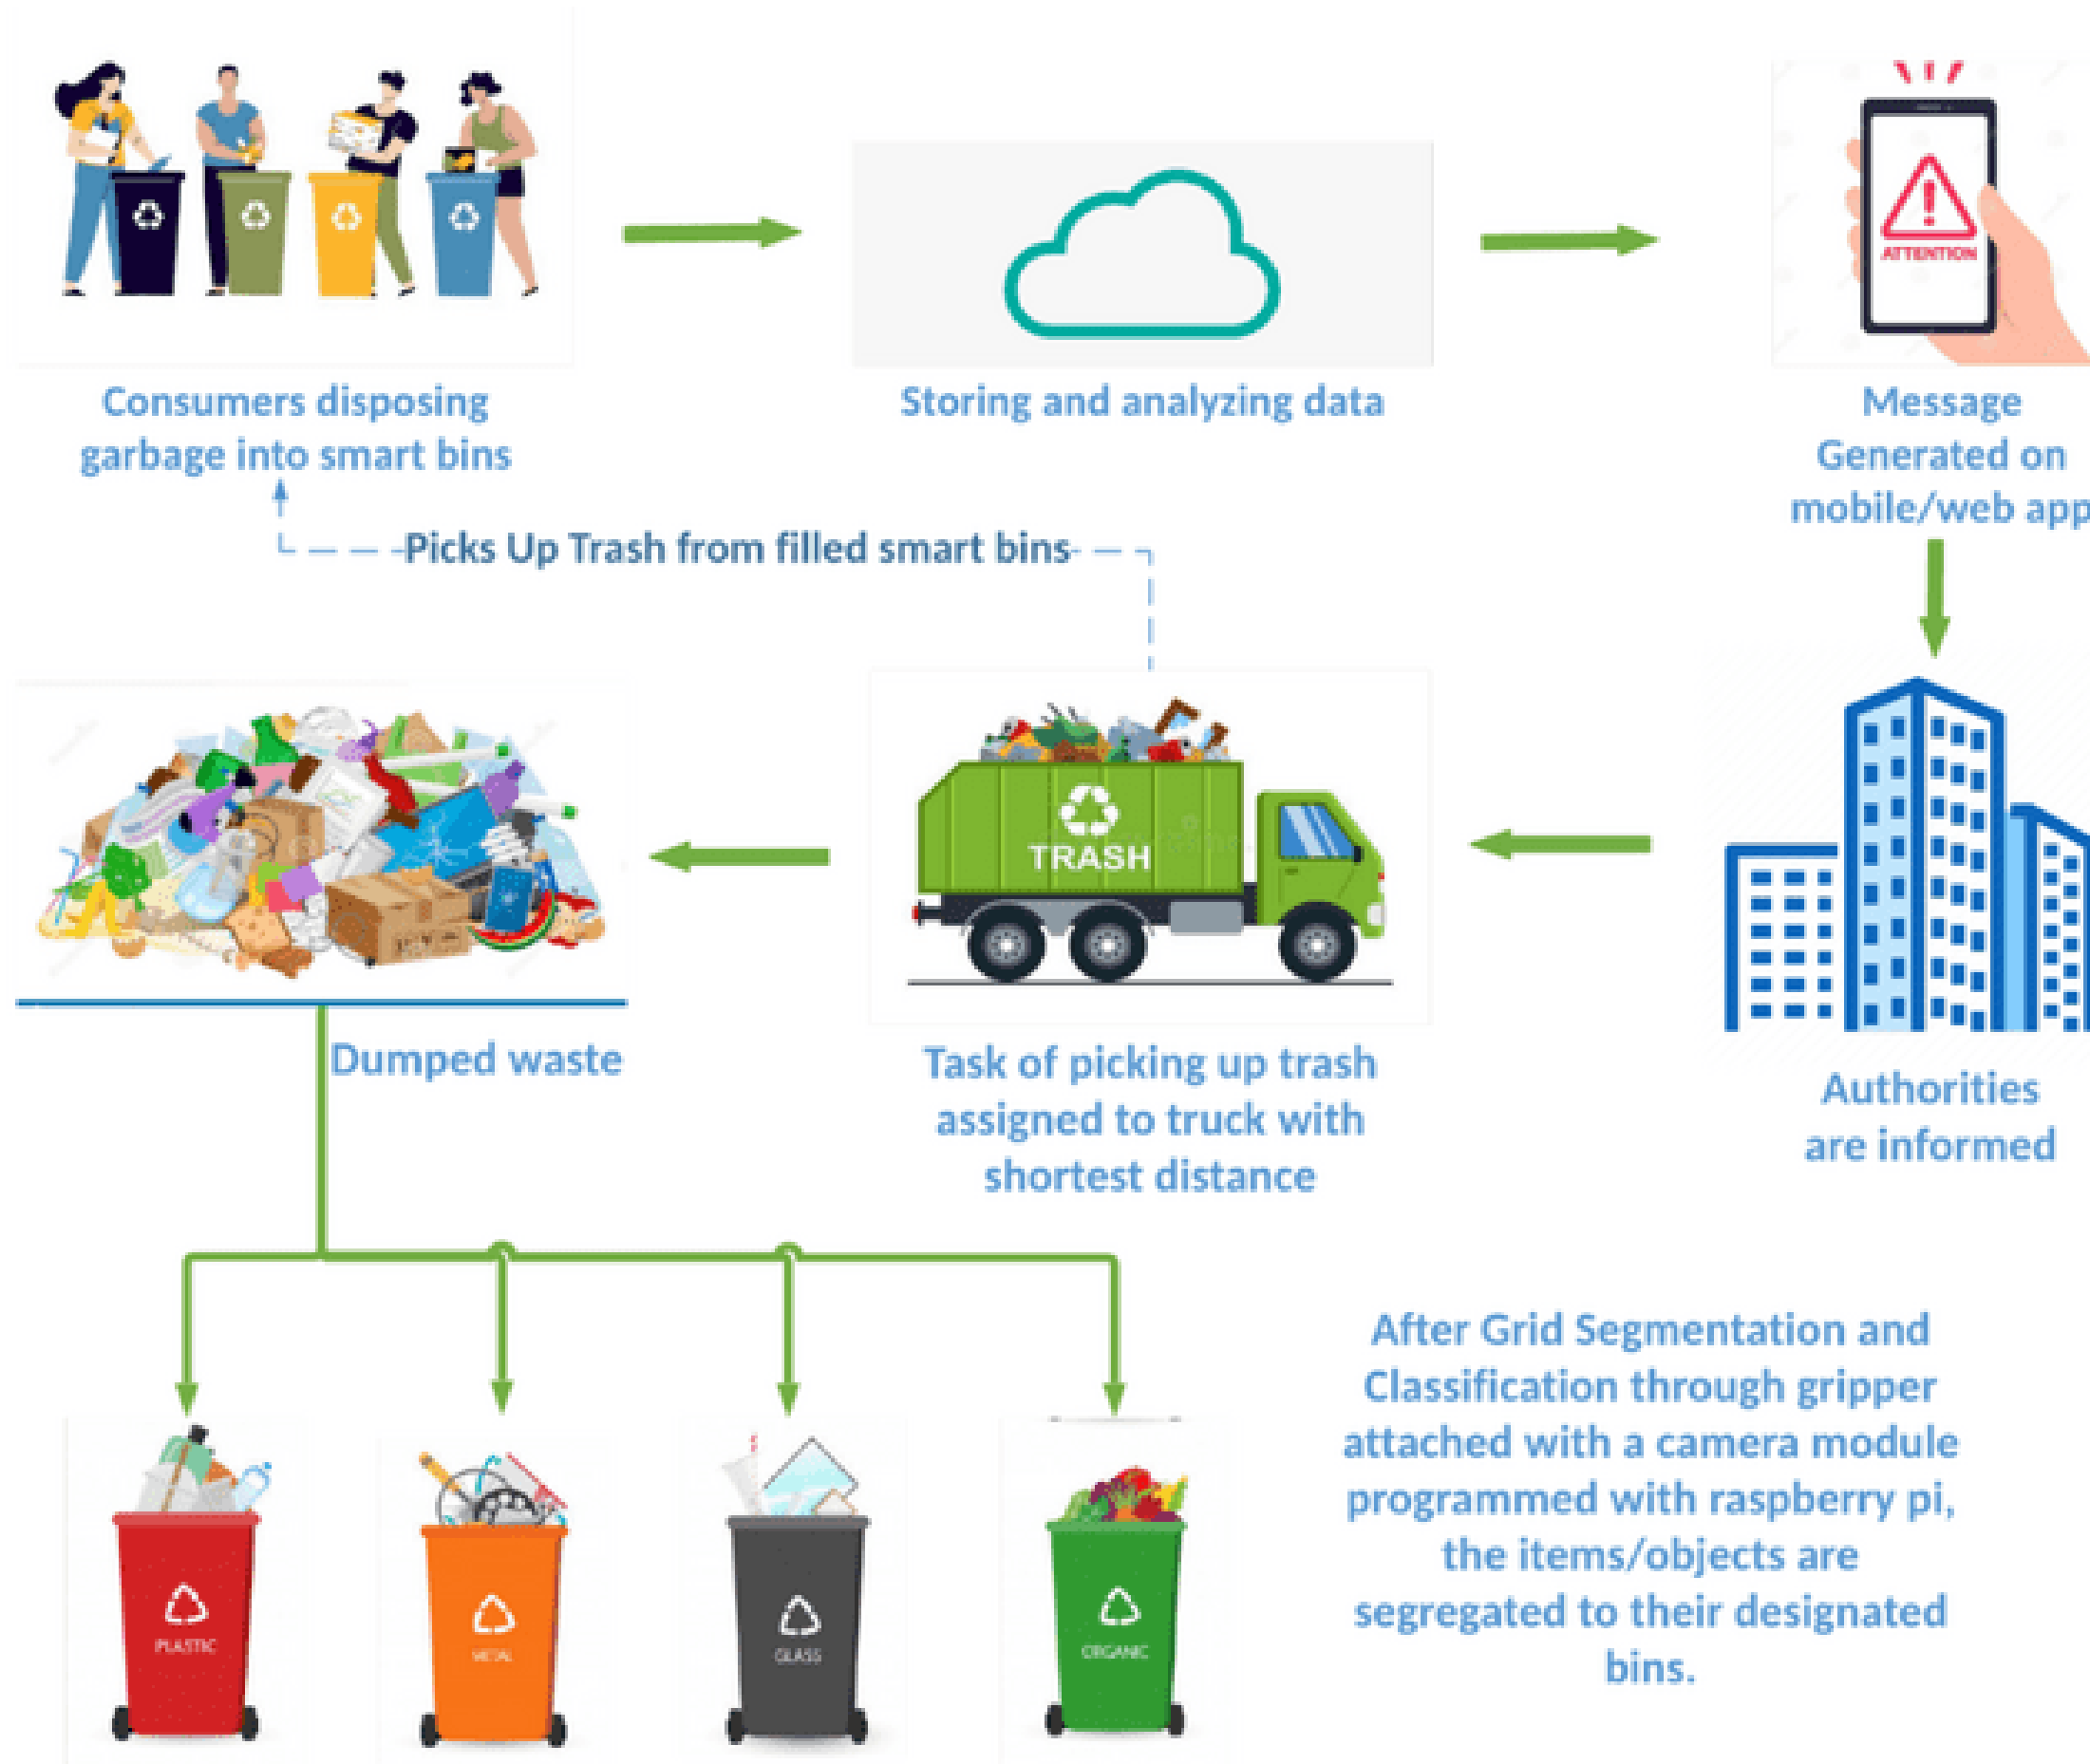 ATTENTION
Consumers disposing
garbage into smart bins
Storing and analyzing data
Message
Generated on
mobile/web app
Picks Up Trash from filled smart bins
TRASH
Dumped waste
Task of picking up trash
assigned to truck with
shortest distance
Authorities
are informed
After Grid Segmentation and
Classification through gripper
attached with a camera module
programmed with raspberry pi,
the items/objects are
segregated to their designated
bins.
PLASTIC
METAL
GLASS
ORGANIC